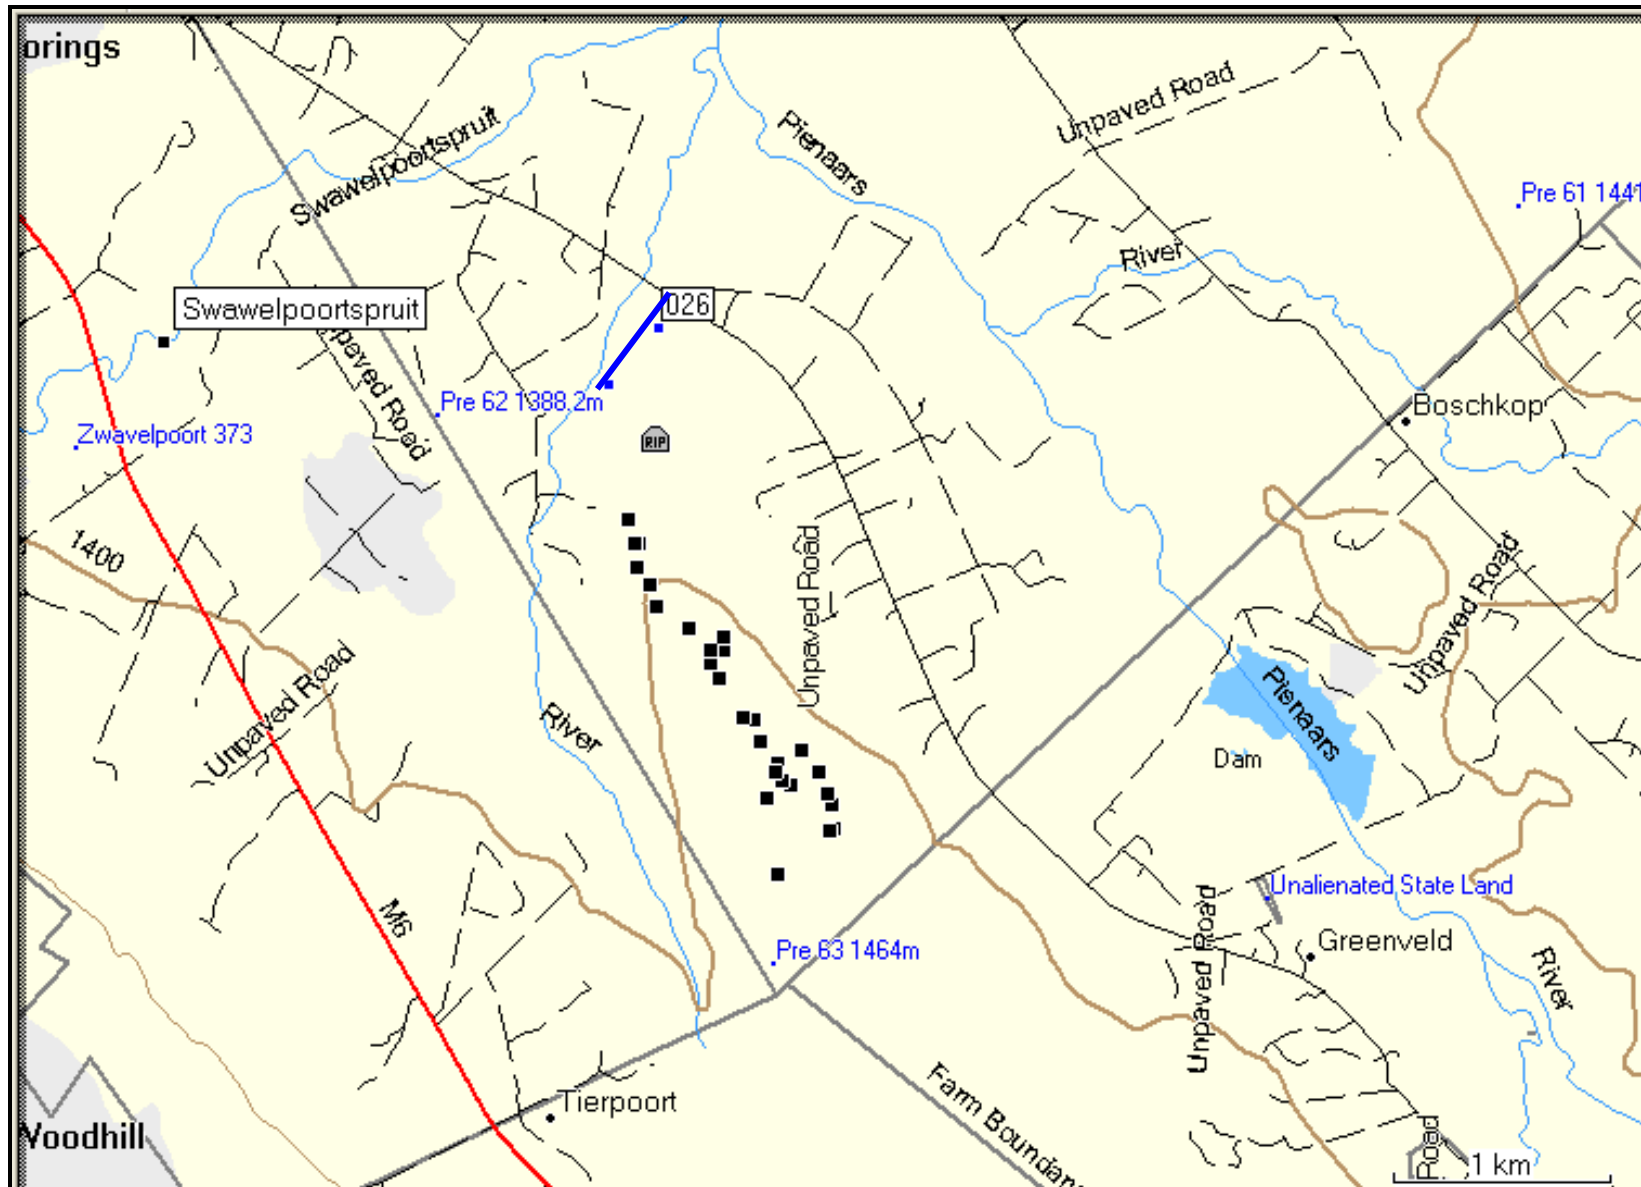 orings
Unpaved Road
Swawelpoortspruit
Pienaars
Pre 61 1441
River
Swawelpoortspruit
026
Unpaved Road
Pre 62 1388.2m
Boschkop
Zwavelpoort 373
RIP
1400
Unpaved Road
Unpaved Road
Unpaved Road
Pienaars
River
Dam
Unalienated State Land
M6
Unpaved Road
Greenveld
Pre 63 1464m
River
Farm Boundary
Tierpoort
Woodhill
Road
1 km